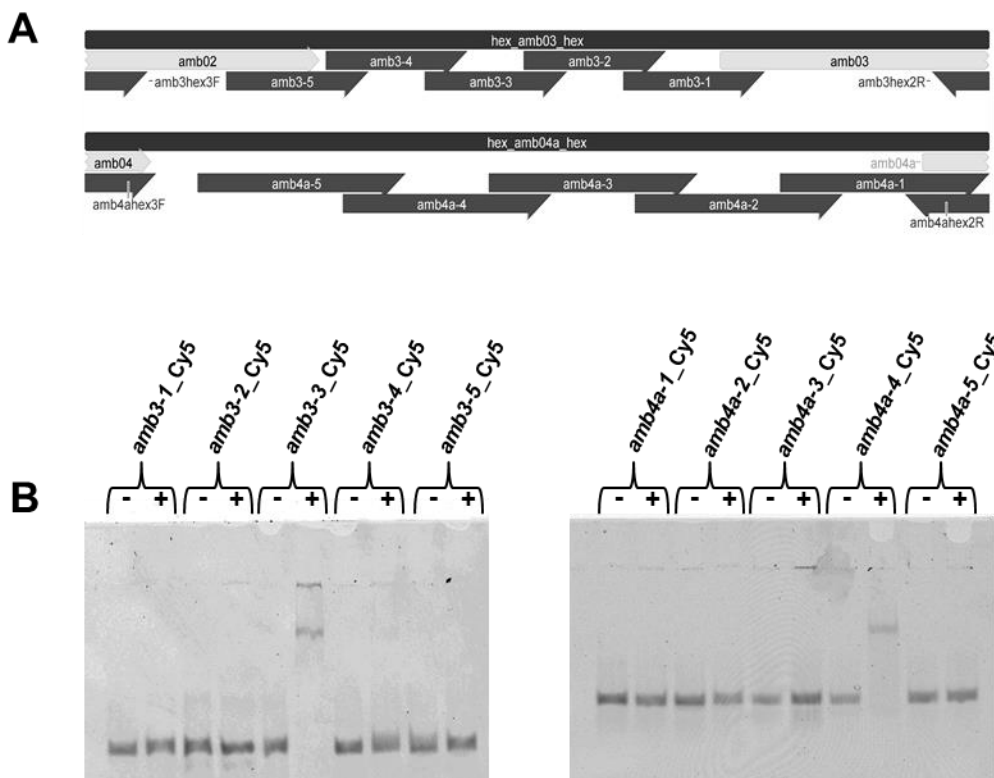 A
hex_amb03_hex
amb02 amb3-4 amb3-2 amb03
amb3hex3F amb3-5 amb3-3 amb3-1 amb3hex2R
hex_amb04a_hex
amb04 amb04a
amb4a-5 amb4a-3 amb4a-1
amb4ahex3F amb4a-4 amb4a-2 amb4ahex2R
amb3-1_Cy5 amb3-2_Cy5 amb3-3_Cy5 amb3-4_Cy5 amb3-5_Cy5 amb4a-1_Cy5 amb4a-2_Cy5 amb4a-3_Cy5 amb4a-4_Cy5 amb4a-5_Cy5
B - + - + - + - + - + - + - + - + - + - +